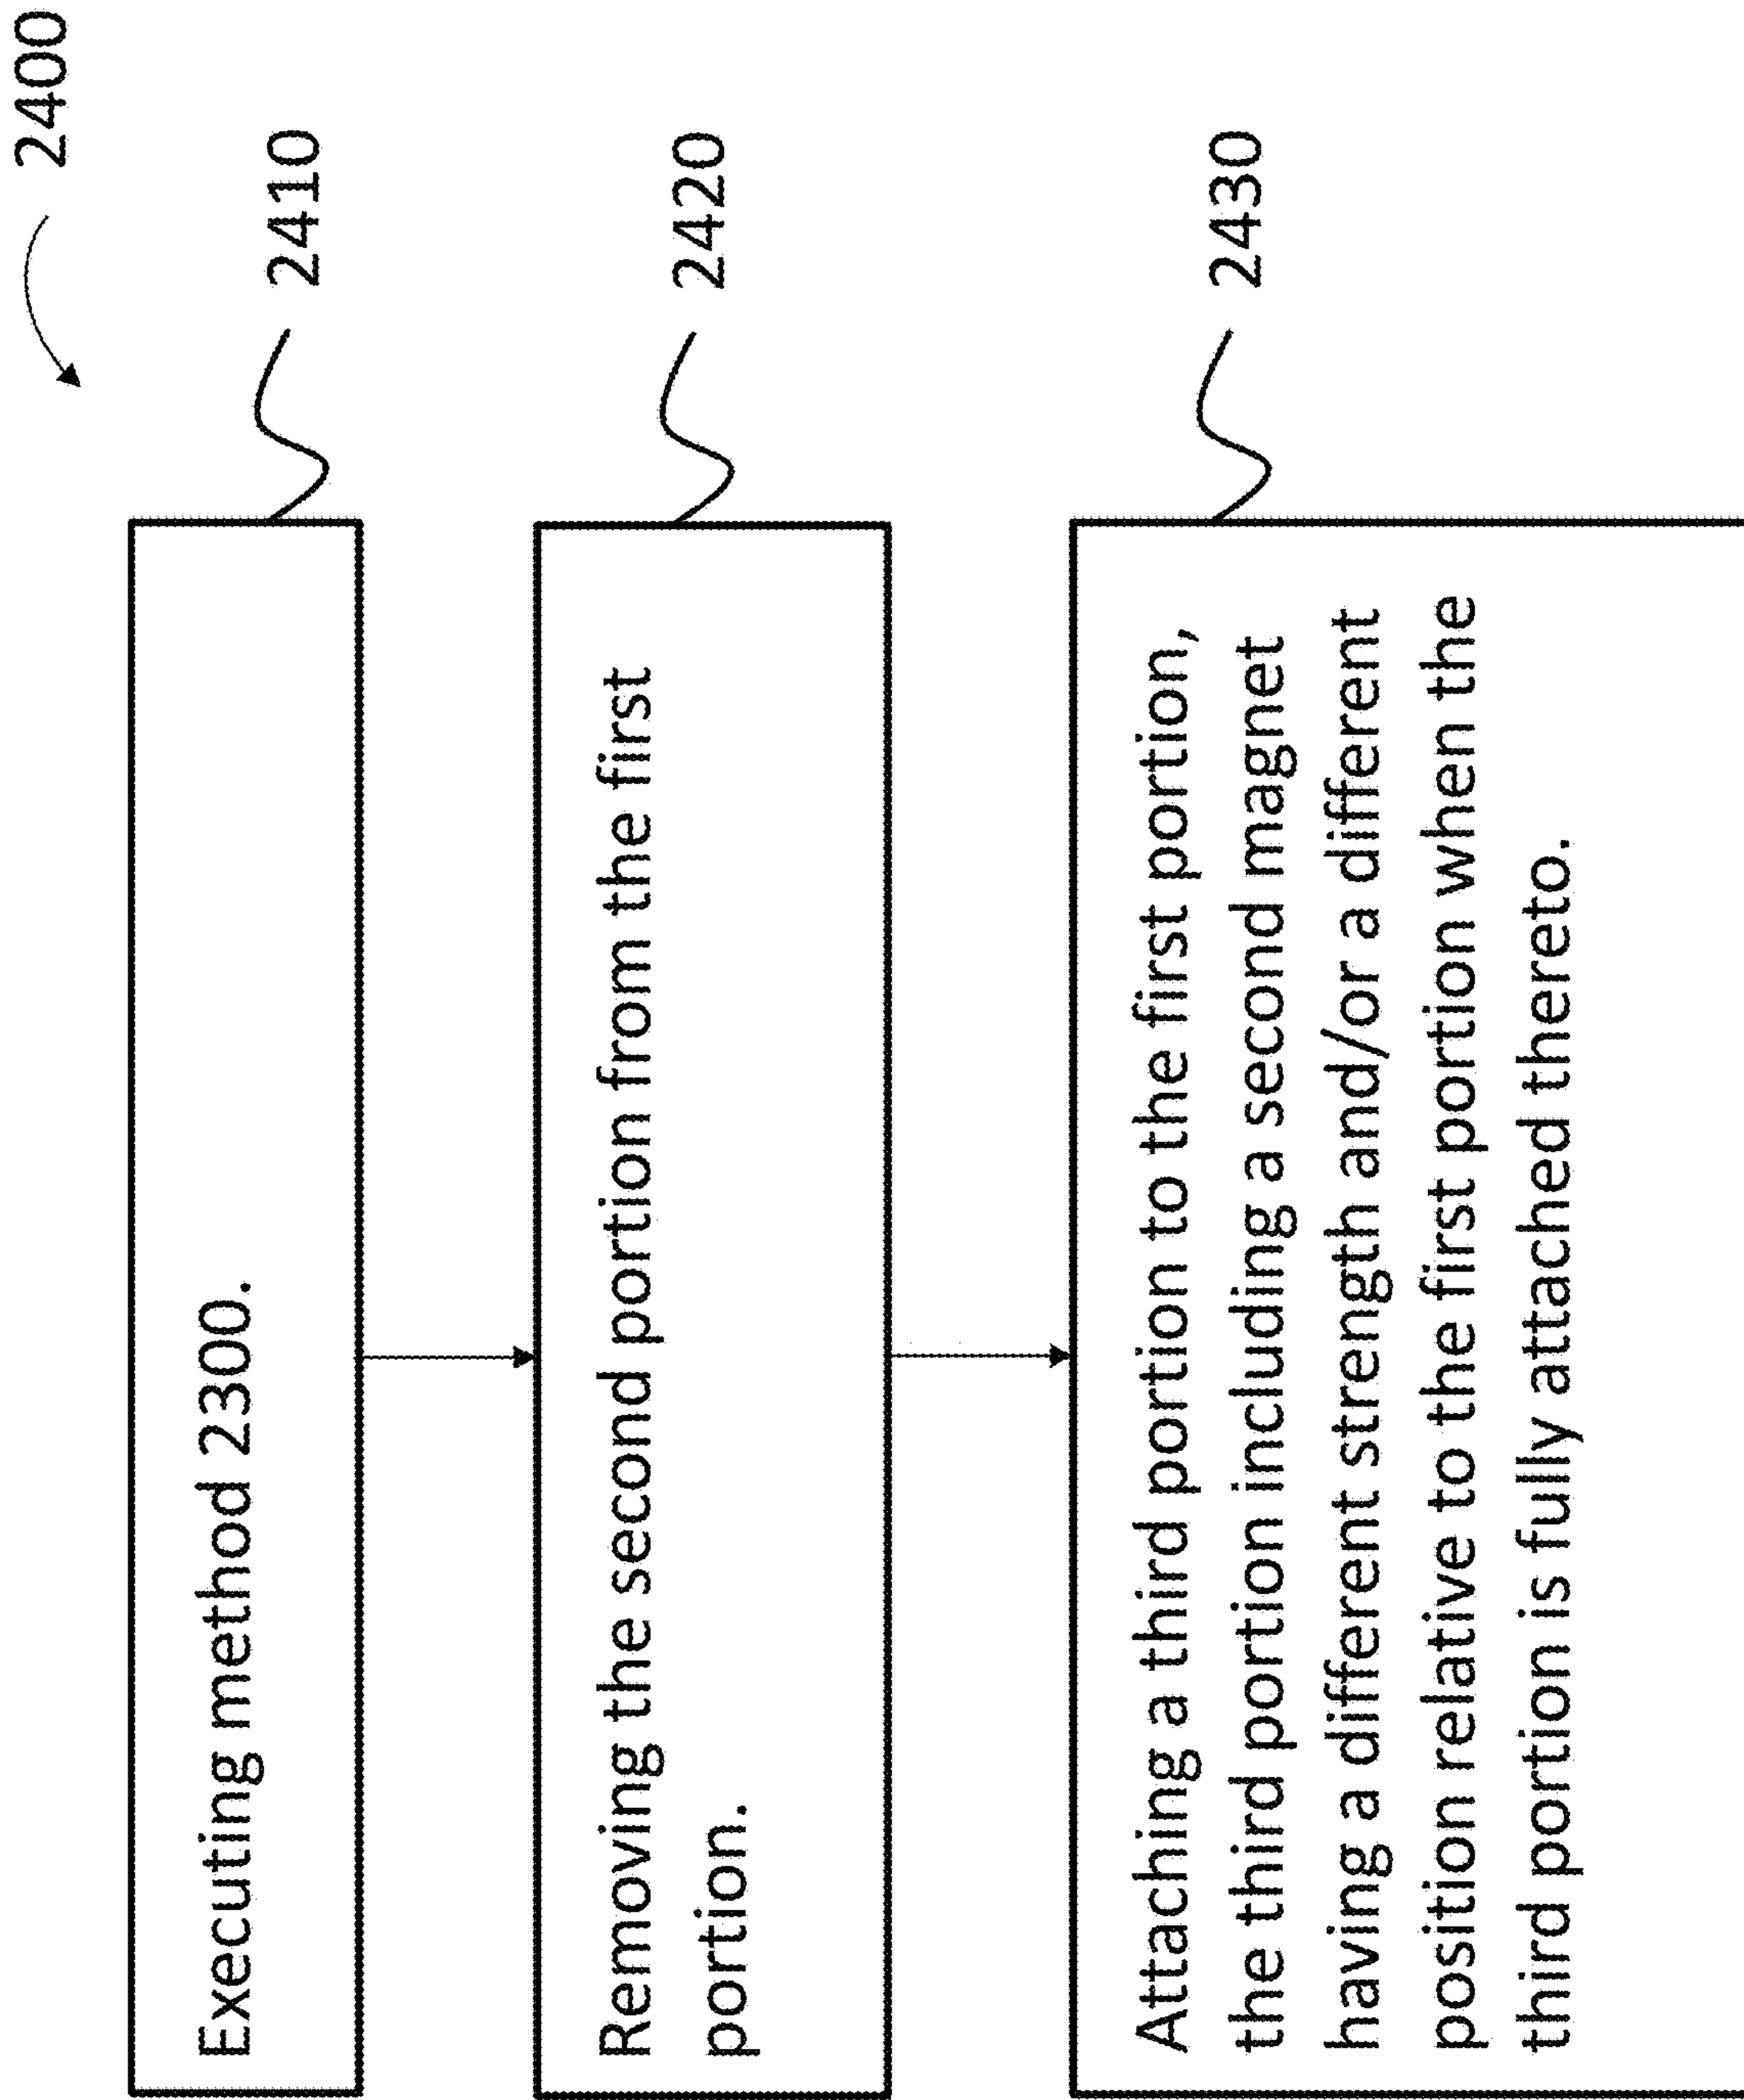 2400
Executing method 2300.
2410
Removing the second portion from the first
portion.
2420
Attaching a third portion to the first portion,
the third portion including a second magnet
having a different strength and/or a different
position relative to the first portion when the
third portion is fully attached thereto.
2430